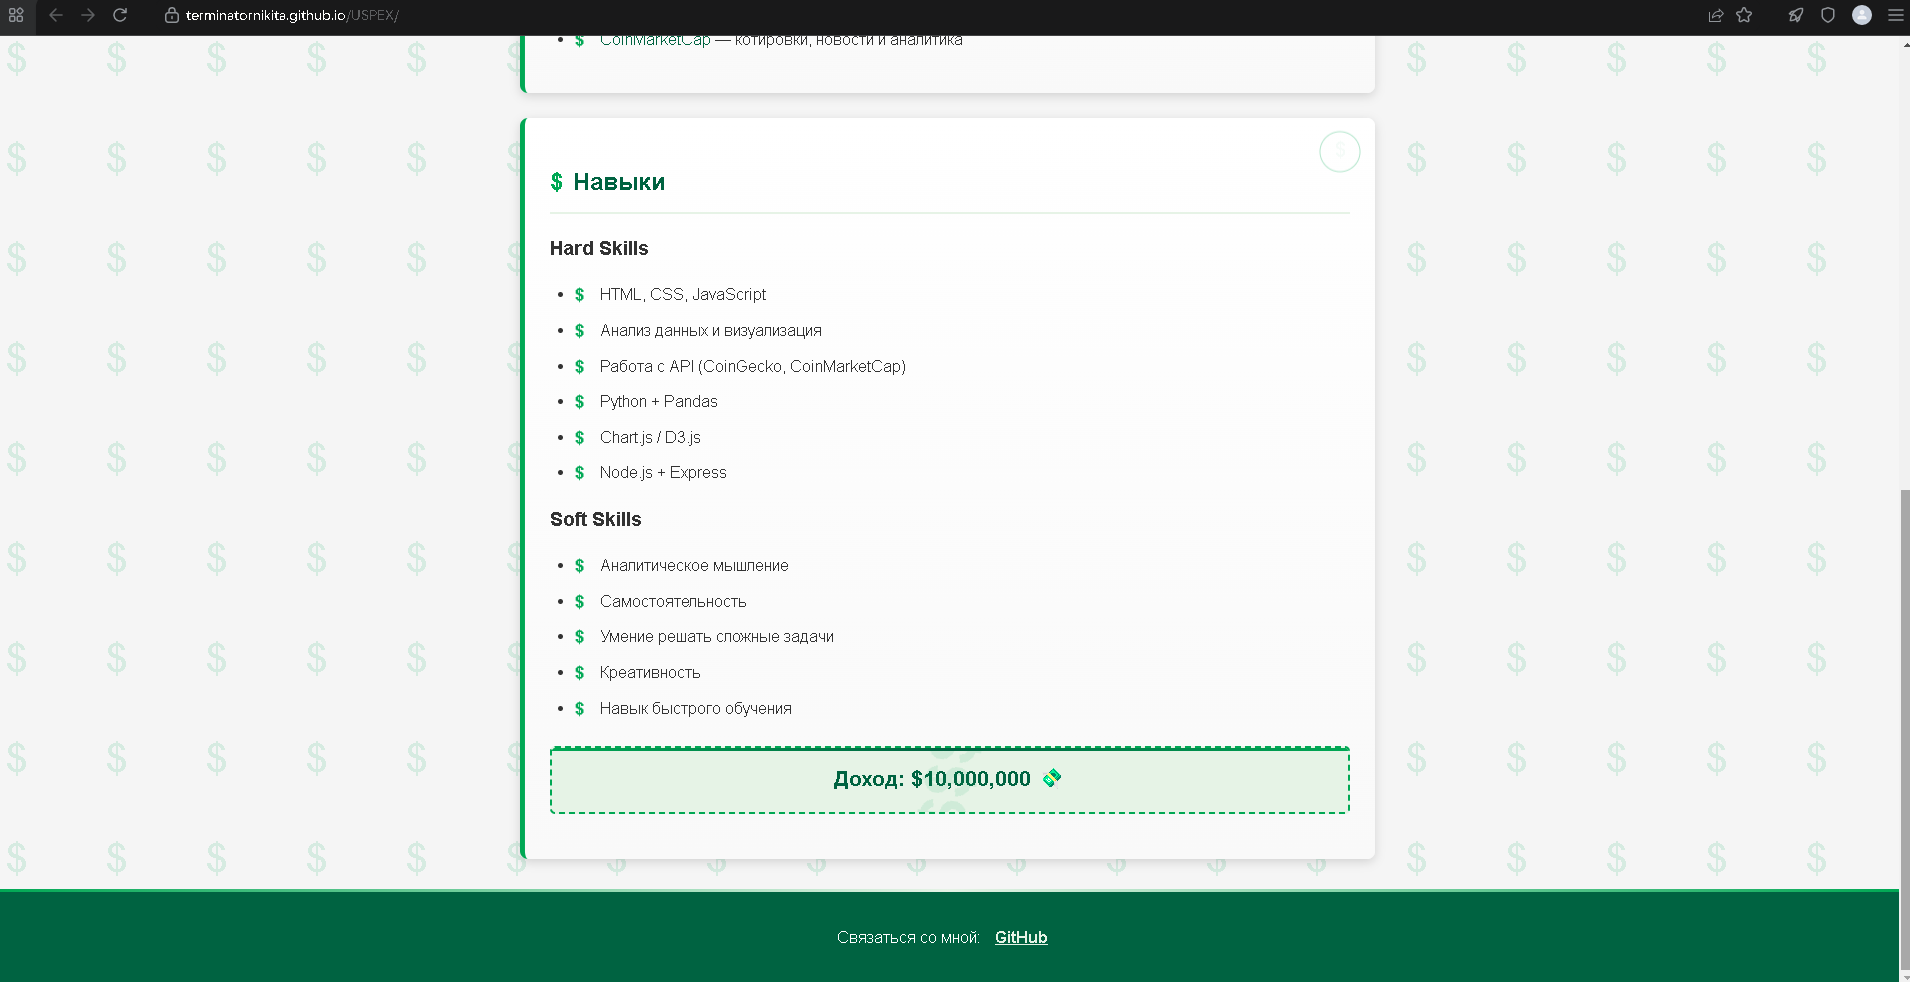 terminatornikita.github.io/USPEX/
$ CoinMarketCap — котировки, новости и аналитика
$ Навыки
Hard Skills
$ HTML, CSS, JavaScript
$ Анализ данных и визуализация
$ Работа с API (CoinGecko, CoinMarketCap)
$ Python + Pandas
$ Chart.js / D3.js
$ Node.js + Express
Soft Skills
$ Аналитическое мышление
$ Самостоятельность
$ Умение решать сложные задачи
$ Креативность
$ Навык быстрого обучения
Доход: $10,000,000 💸
Связаться со мной: GitHub